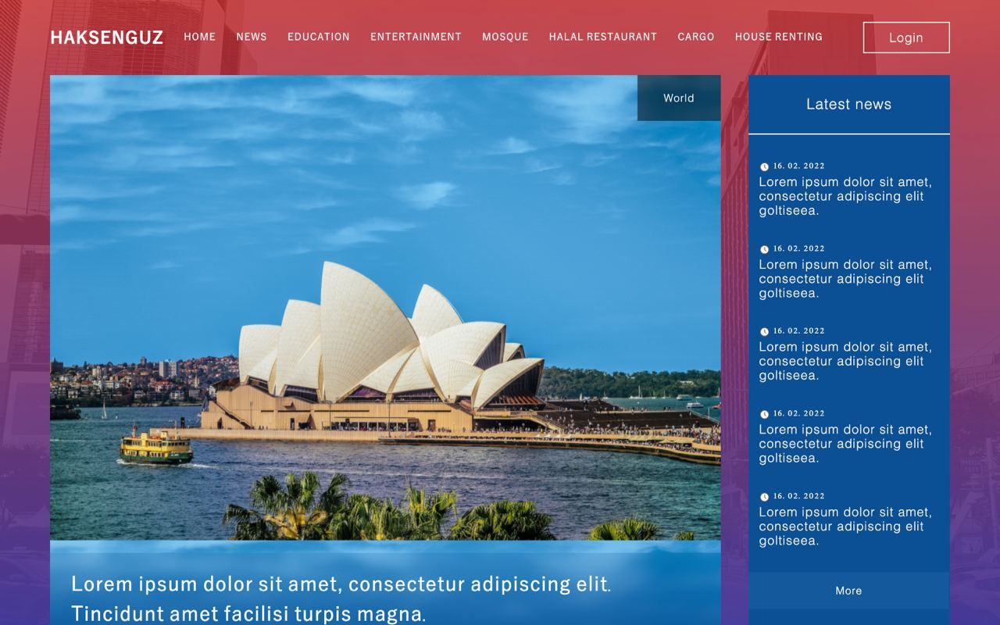 HAKSENGUZ HOME NEWS EDUCATION ENTERTAINMENT MOSQUE HALAL RESTAURANT CARGO HOUSE RENTING Login
World
Lorem ipsum dolor sit amet, consectetur adipiscing elit.
Tincidunt amet facilisi turpis magna.
Latest news
16. 02. 2022
Lorem ipsum dolor sit amet,
consectetur adipiscing elit
goltiseea.
16. 02. 2022
Lorem ipsum dolor sit amet,
consectetur adipiscing elit
goltiseea.
16. 02. 2022
Lorem ipsum dolor sit amet,
consectetur adipiscing elit
goltiseea.
16. 02. 2022
Lorem ipsum dolor sit amet,
consectetur adipiscing elit
goltiseea.
16. 02. 2022
Lorem ipsum dolor sit amet,
consectetur adipiscing elit
goltiseea.
More